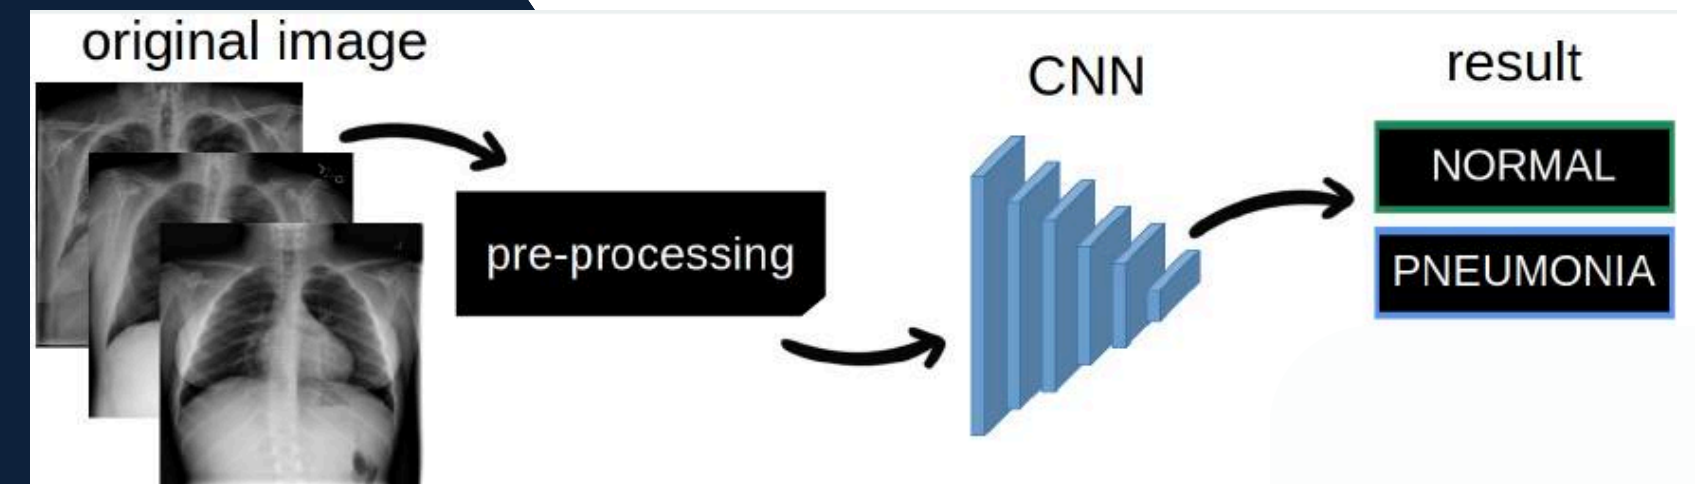 original image
pre-processing
CNN
result
NORMAL
PNEUMONIA